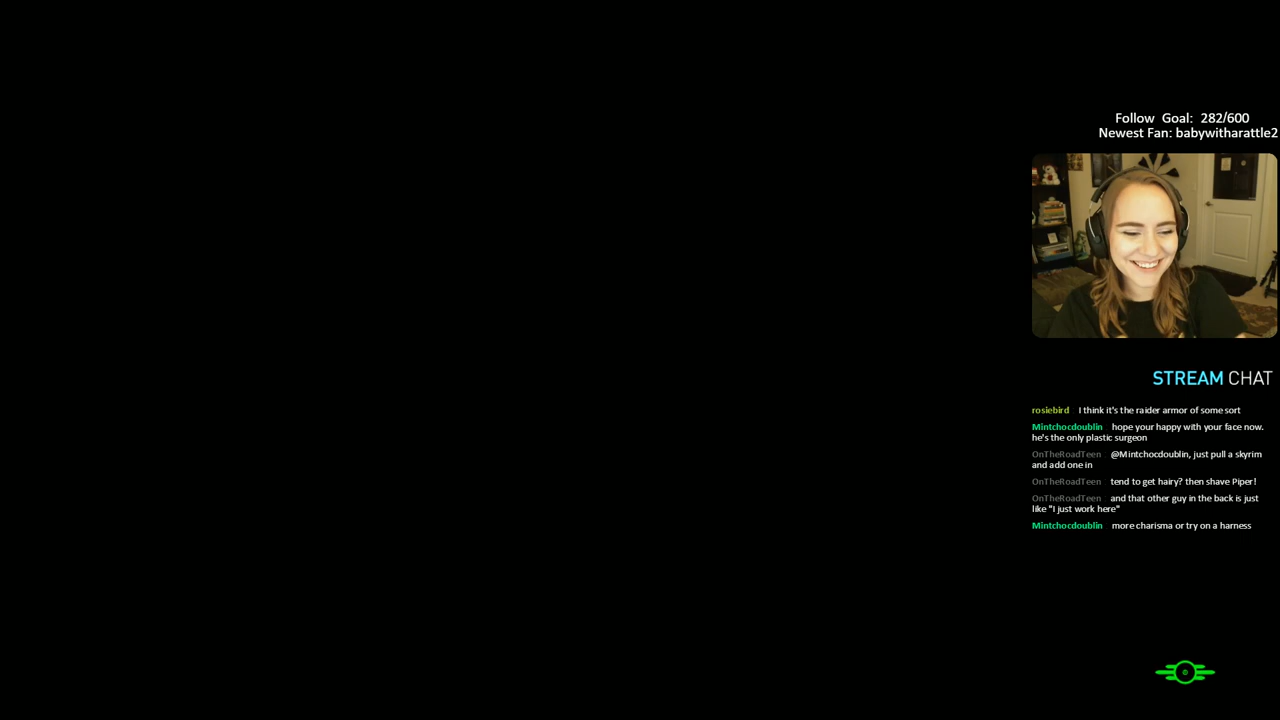 Follow Goal: 282/600
Newest Fan: babywitharattle2
STREAM CHAT
rosiebird I think it's the raider armor of some sort
Mintchocdoublin hope your happy with your face now.
he's the only plastic surgeon
OnTheRoadTeen @Mintchocdoublin, just pull a skyrim
and add one in
OnTheRoadTeen tend to get hairy? then shave Piper!
OnTheRoadTeen and that other guy in the back is just
like "I just work here"
Mintchocdoublin more charisma or try on a harness